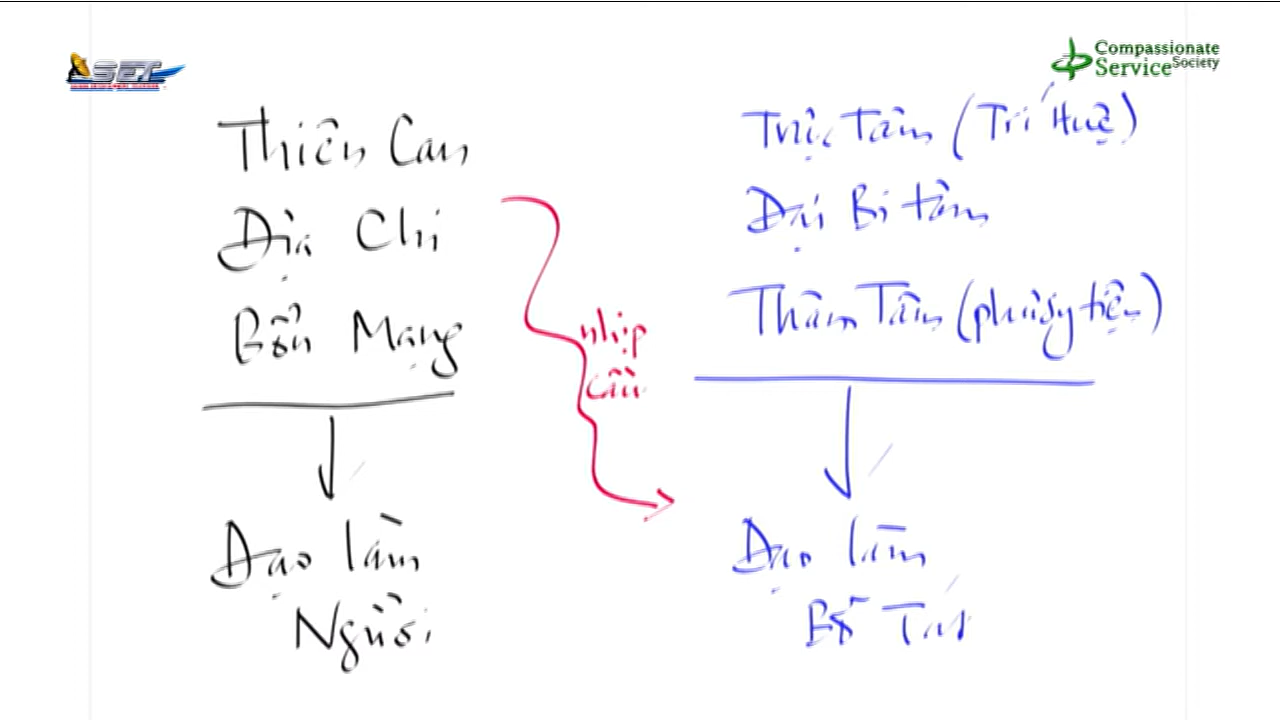 SET
Compassionate
Service Society
Thiên Can
Địa Chi
Bổn Mạng
Đạo làm
Người
nhịp
cầu
Trực Tâm (Trí Huệ)
Đại Bi tâm
Thâm Tâm (phương tiện)
Đạo làm
Bồ Tát